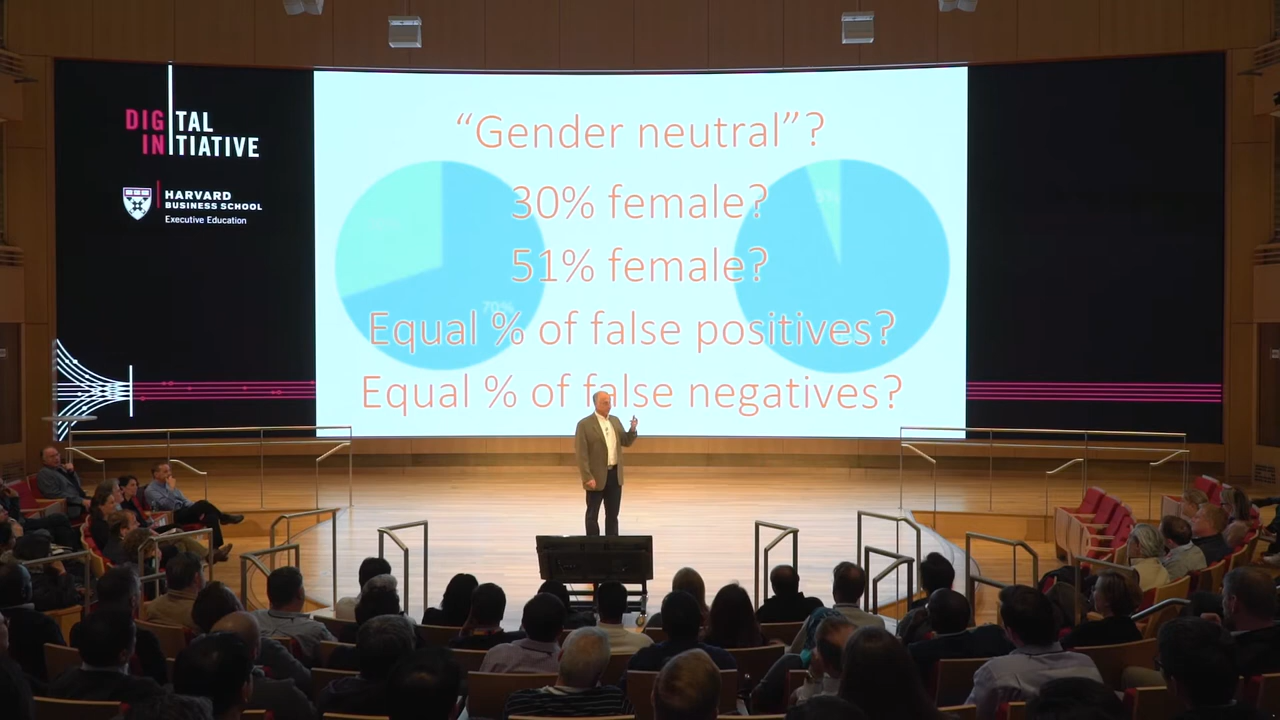 DIGITAL
INITIATIVE
HARVARD
BUSINESS SCHOOL
Executive Education
“Gender neutral”?
30% female?
51% female?
70%
Equal % of false positives?
Equal % of false negatives?